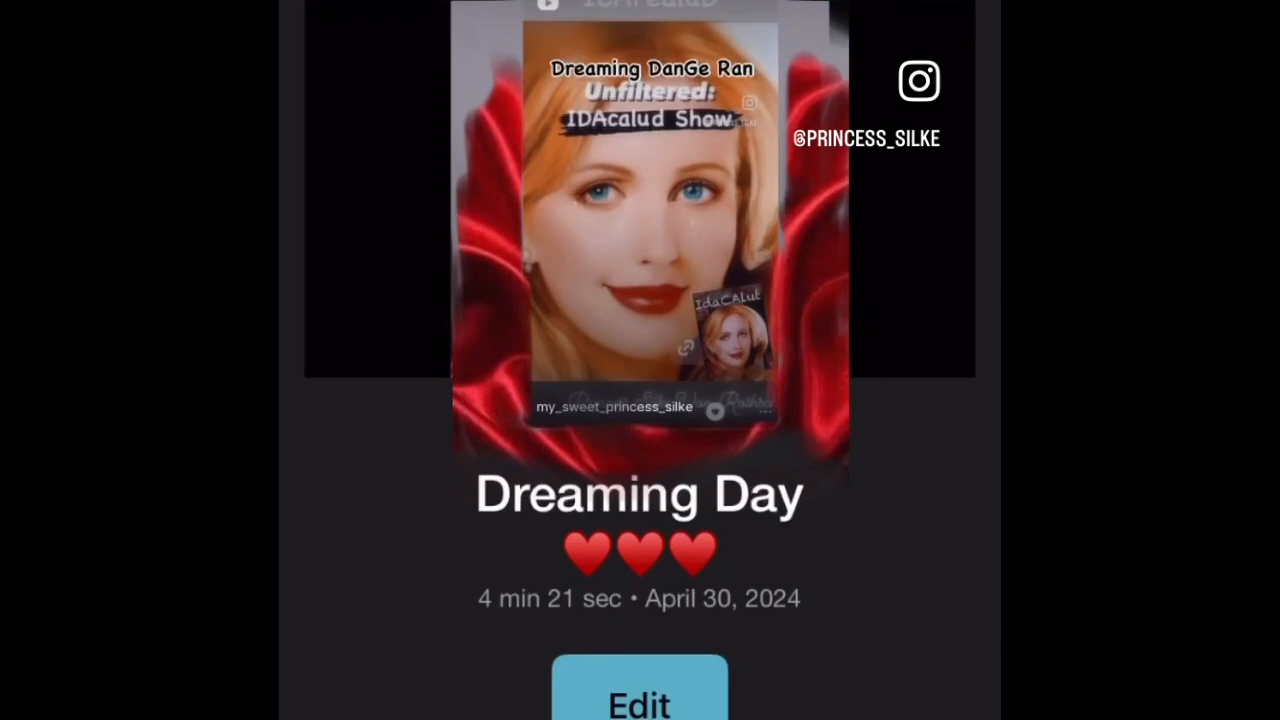 Dreaming DanGe Ran
Unfiltered:
IDAcalud Show
@PRINCESS_SILKE
IdaCALut
my_sweet_princess_silke
Dreaming Day
♥️♥️♥️
4 min 21 sec • April 30, 2024
Edit